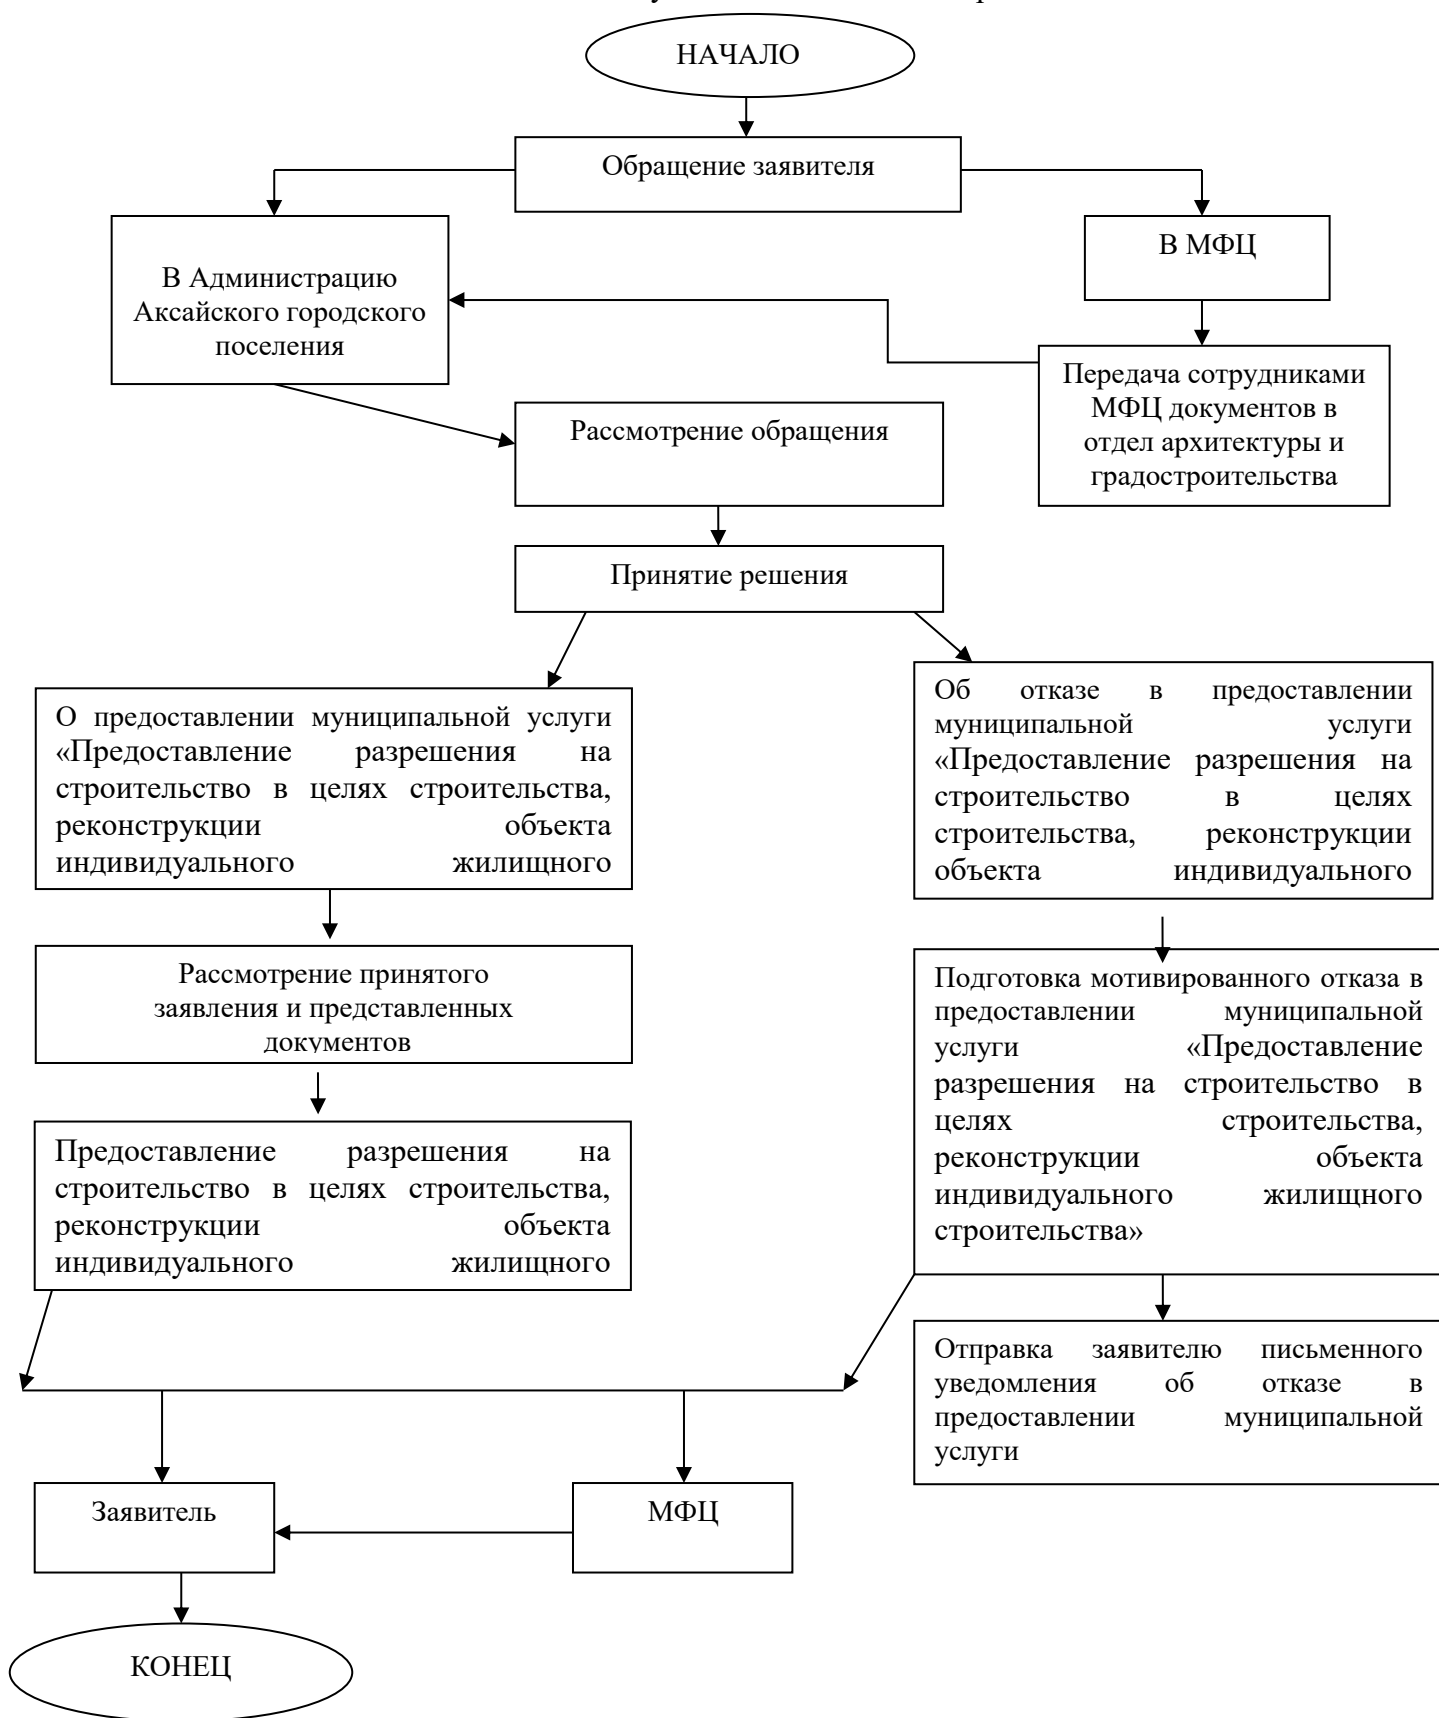 НАЧАЛО
Обращение заявителя
В Администрацию
Аксайского городского
поселения
В МФЦ
Передача сотрудниками
МФЦ документов в
отдел архитектуры и
градостроительства
Рассмотрение обращения
Принятие решения
О предоставлении муниципальной услуги
«Предоставление разрешения на
строительство в целях строительства,
реконструкции объекта
индивидуального жилищного
Об отказе в предоставлении
муниципальной услуги
«Предоставление разрешения на
строительство в целях
строительства, реконструкции
объекта индивидуального
Рассмотрение принятого
заявления и представленных
документов
Подготовка мотивированного отказа в
предоставлении муниципальной
услуги «Предоставление
разрешения на строительство в
целях строительства,
реконструкции объекта
индивидуального жилищного
строительства»
Предоставление разрешения на
строительство в целях строительства,
реконструкции объекта
индивидуального жилищного
Отправка заявителю письменного
уведомления об отказе в
предоставлении муниципальной
услуги
Заявитель
МФЦ
КОНЕЦ